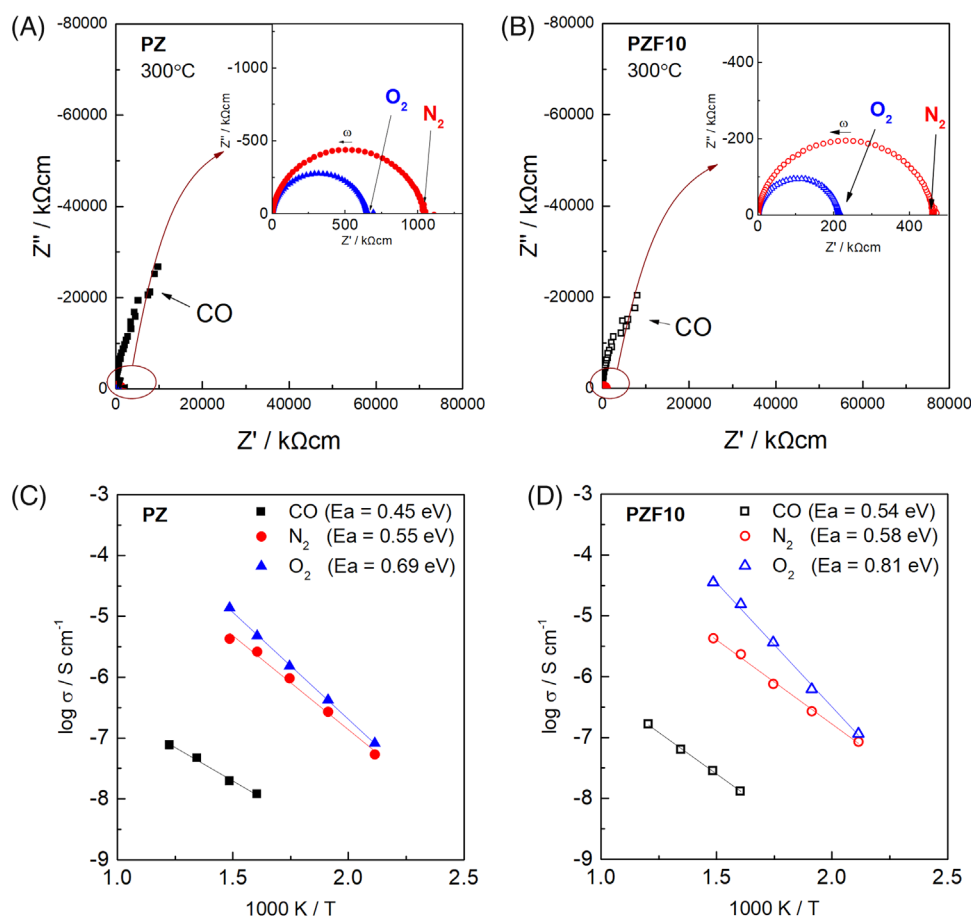 (A)
PZ
300°C
-80000
-60000
-40000
-20000
0
Z'' / kΩcm
0
20000
40000
60000
80000
Z' / kΩcm
CO
-1000
-500
0
Z'' / kΩcm
0
500
1000
Z' / kΩcm
O2
N2
ω
(B)
PZF10
300°C
-80000
-60000
-40000
-20000
0
Z'' / kΩcm
0
20000
40000
60000
80000
Z' / kΩcm
CO
-400
-200
0
Z'' / kΩcm
0
200
400
Z' / kΩcm
O2
N2
ω
(C)
PZ
CO (Ea = 0.45 eV)
N2 (Ea = 0.55 eV)
O2 (Ea = 0.69 eV)
-3
-4
-5
-6
-7
-8
-9
log σ / S cm-1
1.0
1.5
2.0
2.5
1000 K / T
(D)
PZF10
CO (Ea = 0.54 eV)
N2 (Ea = 0.58 eV)
O2 (Ea = 0.81 eV)
-3
-4
-5
-6
-7
-8
-9
log σ / S cm-1
1.0
1.5
2.0
2.5
1000 K / T